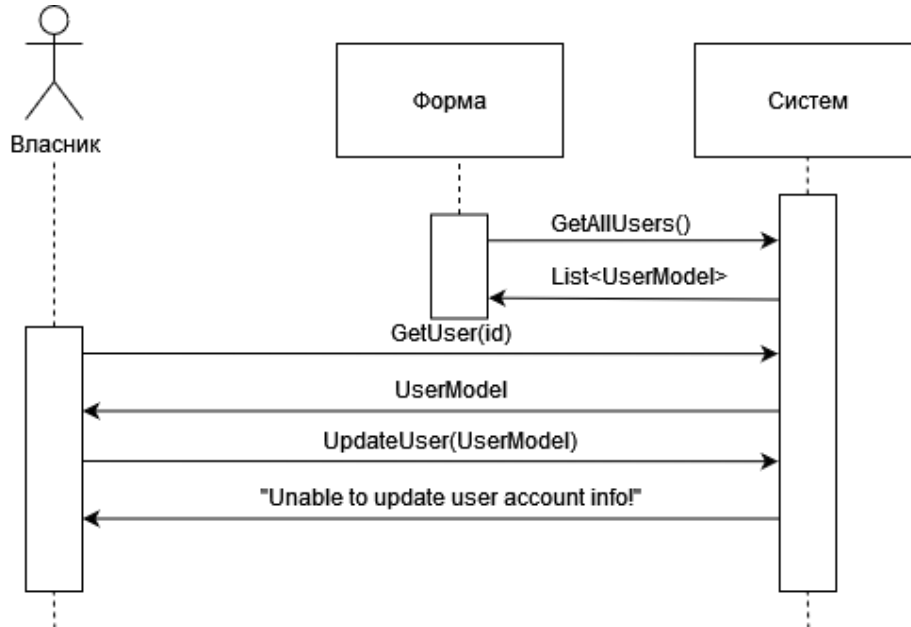 Власник
Форма
Систем
GetAllUsers()
List<UserModel>
GetUser(id)
UserModel
UpdateUser(UserModel)
"Unable to update user account info!"